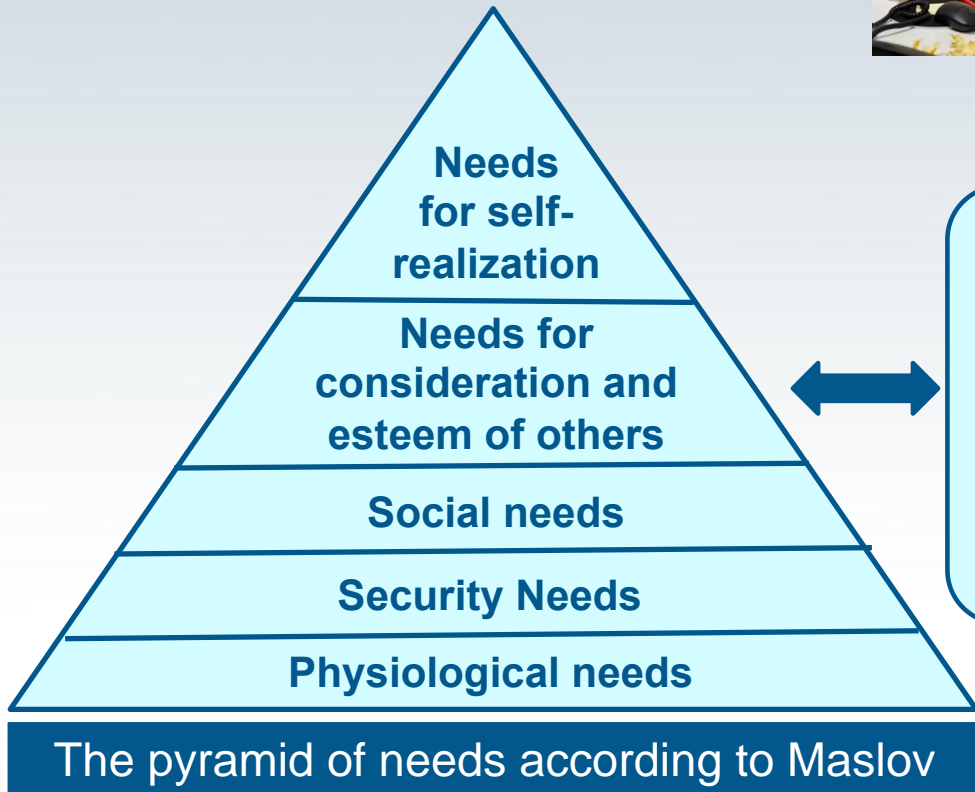 Needs
for self-
realization
Needs for
consideration and
esteem of others
Social needs
Security Needs
Physiological needs
The pyramid of needs according to Maslov